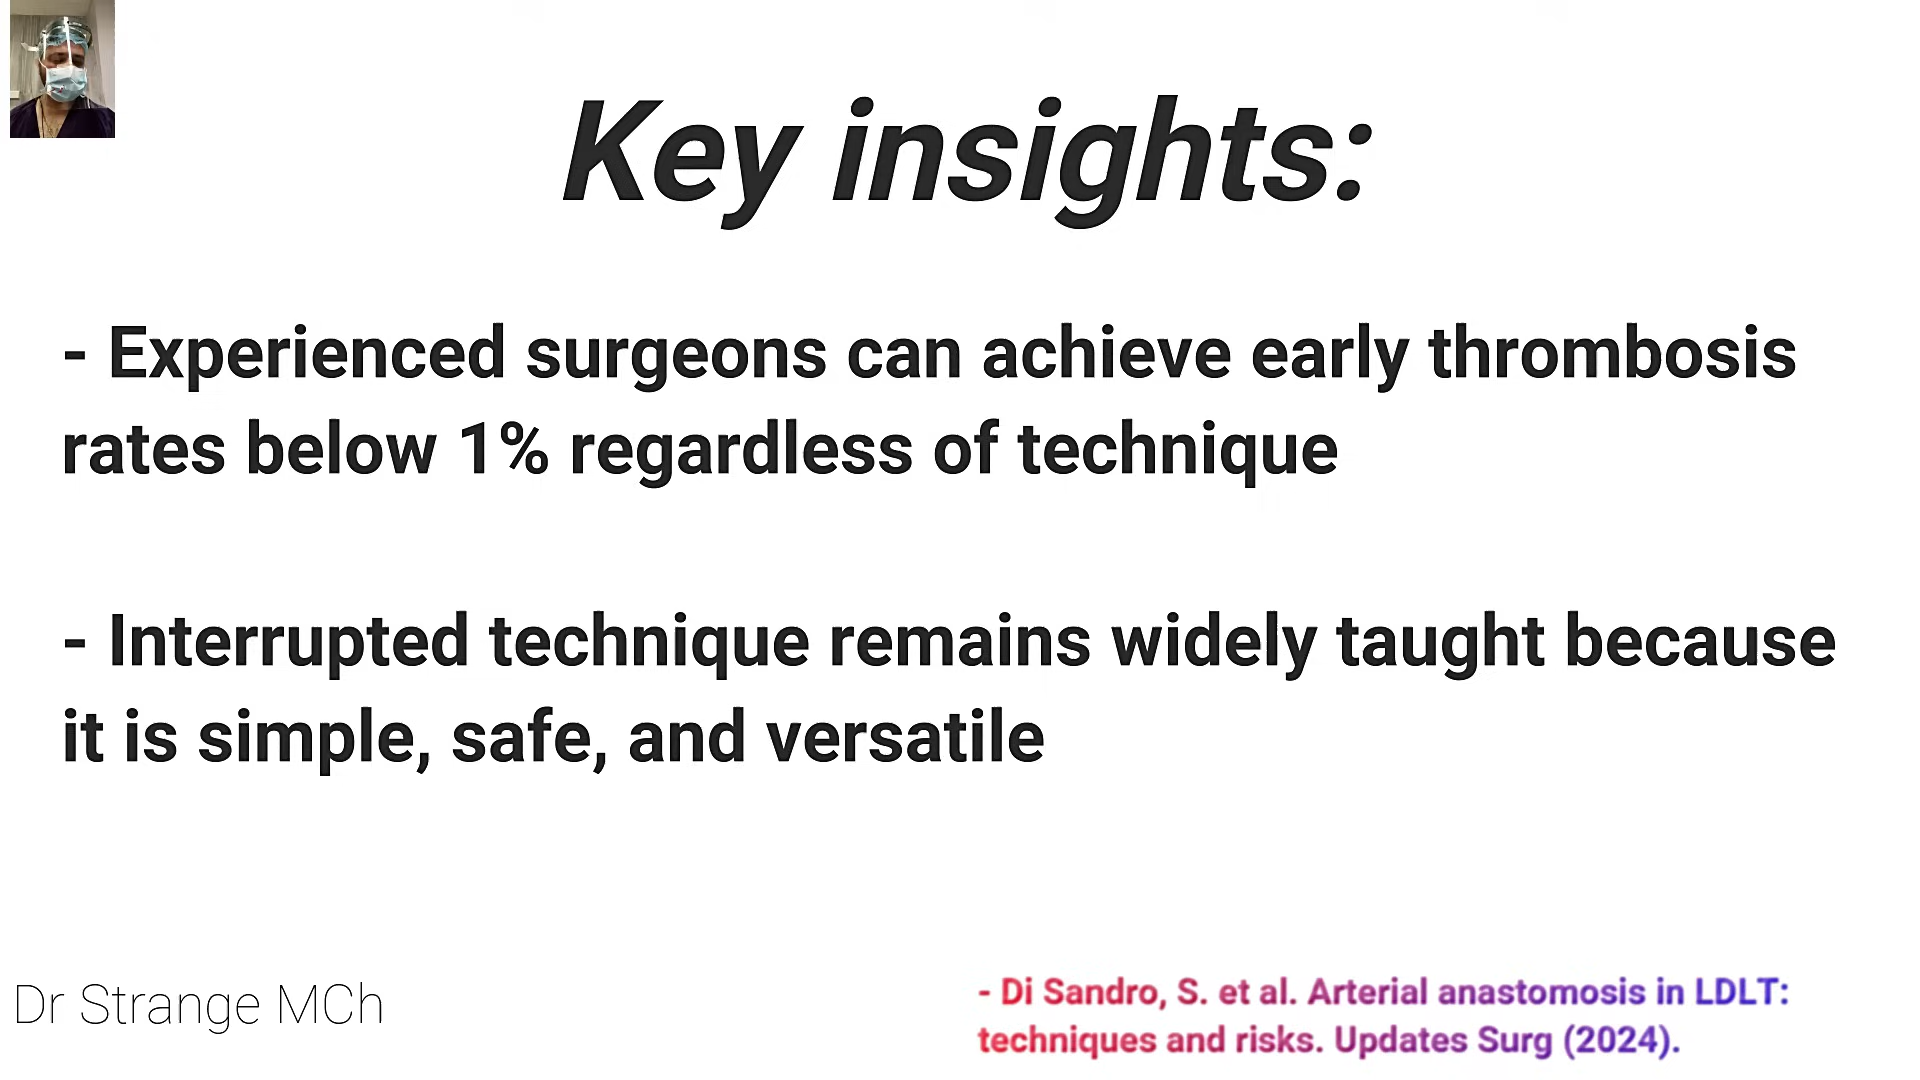 Key insights:
- Experienced surgeons can achieve early thrombosis
rates below 1% regardless of technique
- Interrupted technique remains widely taught because
it is simple, safe, and versatile
Dr Strange MCh
- Di Sandro, S. et al. Arterial anastomosis in LDLT:
techniques and risks. Updates Surg (2024).